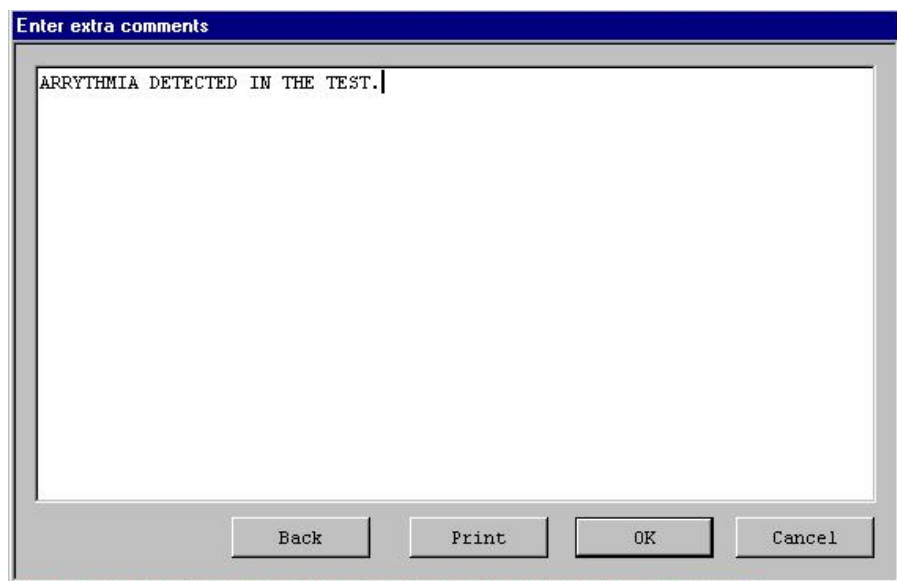 Enter extra comments
ARRYTHMIA DETECTED IN THE TEST.
Back Print OK Cancel